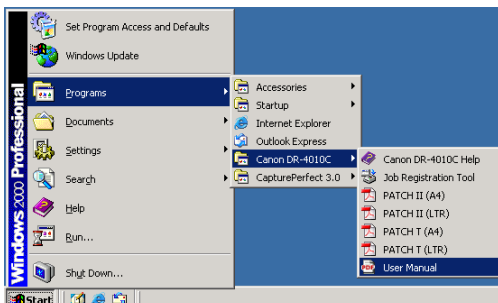 Set Program Access and Defaults
Windows Update
Programs
Documents
Settings
Search
Help
Run...
Shut Down...
Windows 2000 Professional
Start
Accessories
Startup
Internet Explorer
Outlook Express
Canon DR-4010C
CapturePerfect 3.0
Canon DR-4010C Help
Job Registration Tool
PATCH II (A4)
PATCH II (LTR)
PATCH T (A4)
PATCH T (LTR)
User Manual